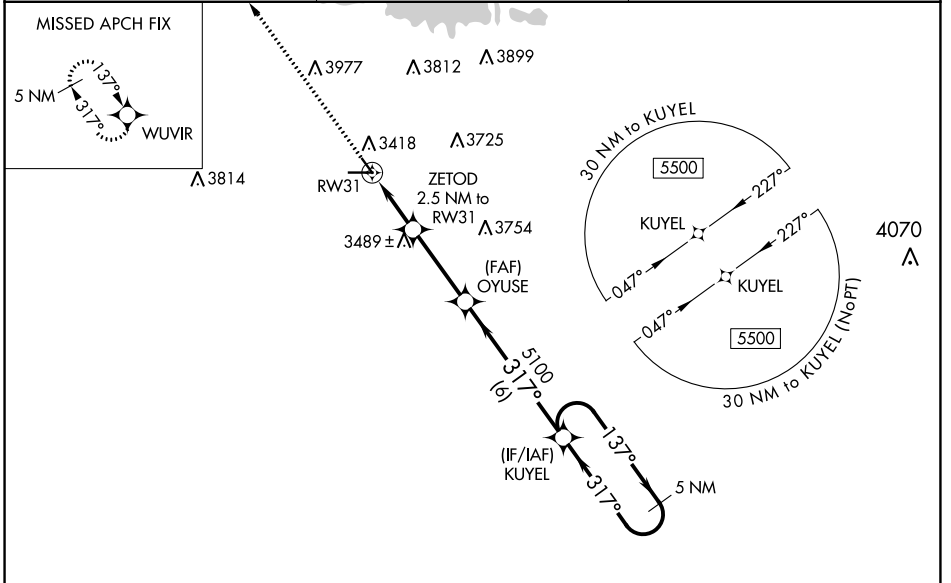 MISSED APCH FIX
137°
5 NM
317°
WUVIR
3977
3812
3899
3418
3725
3814
RW31
ZETOD
2.5 NM to
RW31
3489 ±
3754
(FAF)
OYUSE
5100
317°
(6)
(IF/IAF)
KUYEL
137°
317°
5 NM
30 NM to KUYEL
5500
227°
KUYEL
047°
227°
KUYEL
047°
5500
30 NM to KUYEL (NoPT)
4070